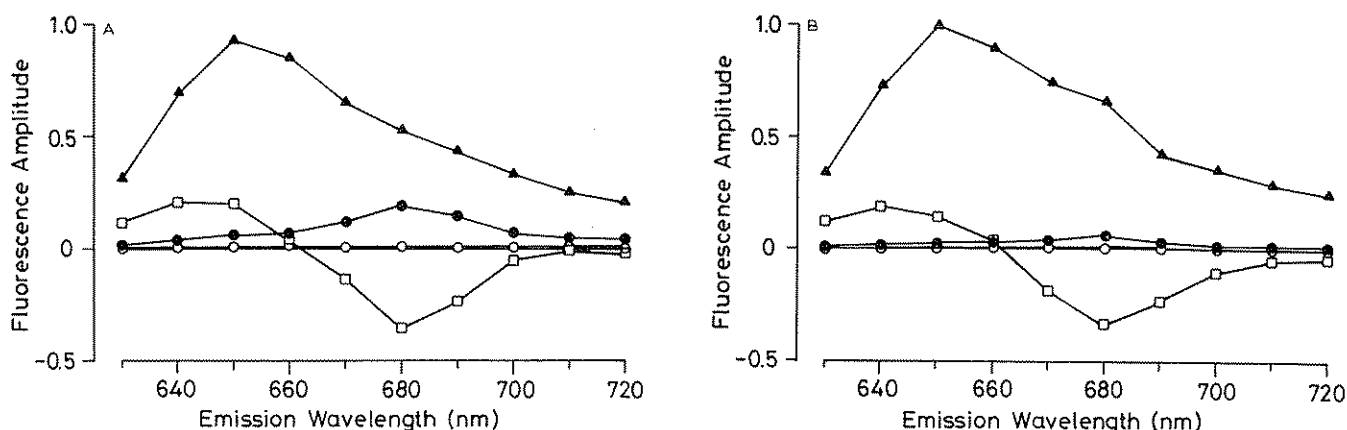 A
Fluorescence Amplitude
1.0
0.5
0
-0.5
640 660 680 700 720
Emission Wavelength (nm)
B
Fluorescence Amplitude
1.0
0.5
0
-0.5
640 660 680 700 720
Emission Wavelength (nm)